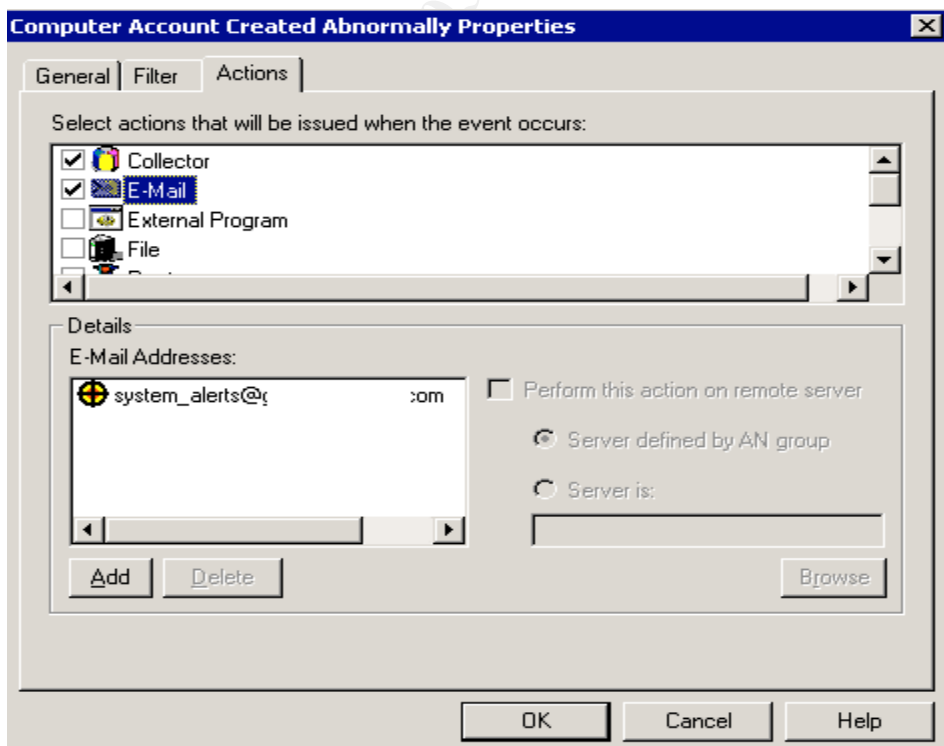 Computer Account Created Abnormally Properties
General Filter Actions
Select actions that will be issued when the event occurs:
Collector
E-Mail
External Program
File
Details
E-Mail Addresses:
system_alerts@
Perform this action on remote server
Server defined by AN group
Server is:
Add Delete Browse
OK Cancel Help